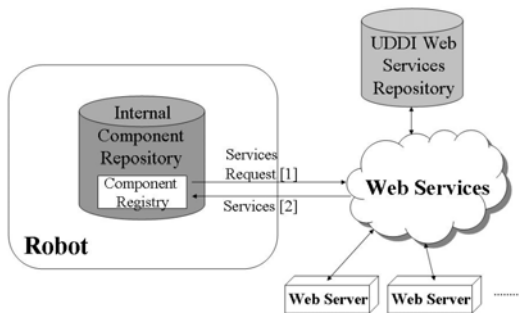 UDDI Web
Services
Repository
Internal
Component
Repository
Component
Registry
Services
Request [1]
Services [2]
Web Services
Robot
Web Server
Web Server
........